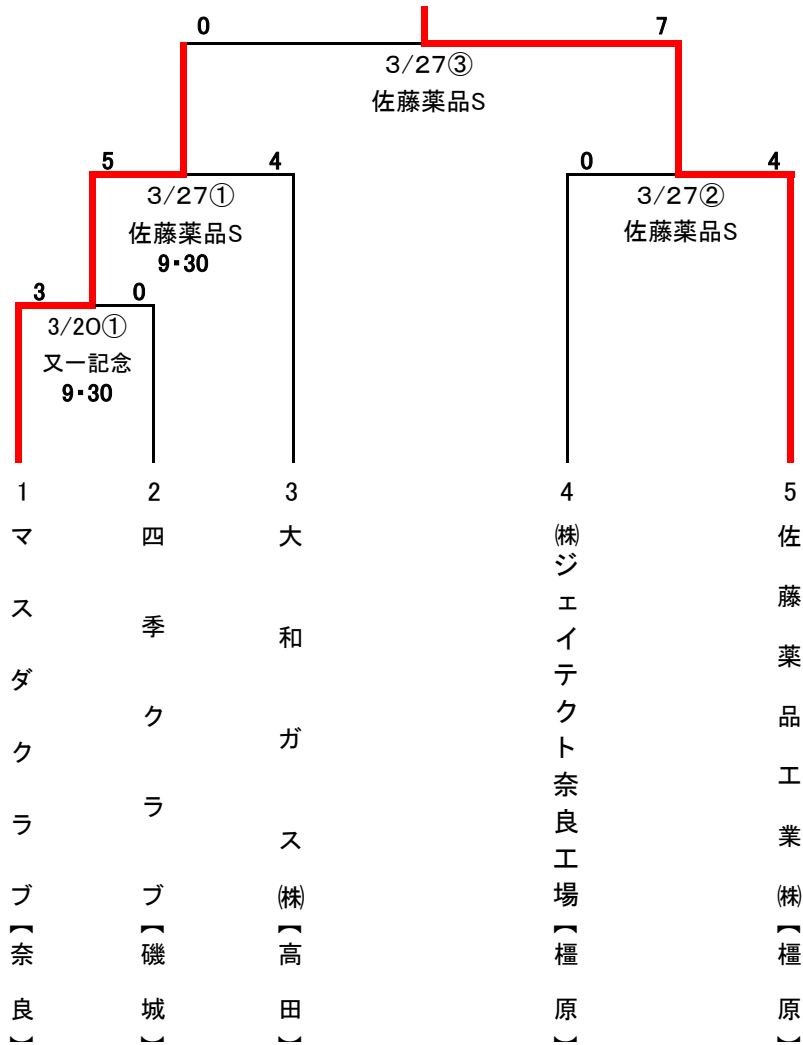 0
7
3/27③
佐藤薬品S
5
4
0
4
3/27①
佐藤薬品S
9・30
3/27②
佐藤薬品S
3
0
3/20①
又一記念
9・30
1
2
3
4
5
マスダクラブ【奈良】
四季クラブ【磯城】
大和ガス㈱【高田】
㈱ジェイテクト奈良工場【橿原】
佐藤薬品工業㈱【橿原】